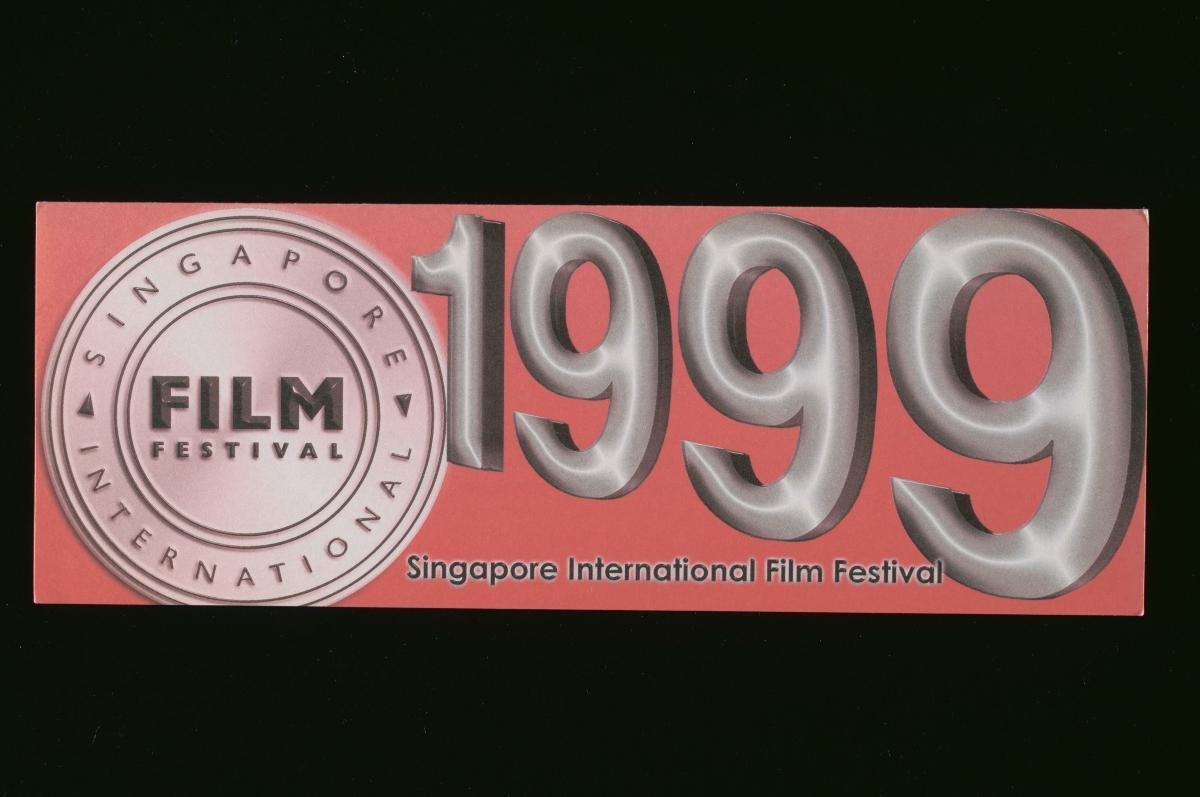 SINGAPORE
INTERNATIONAL
FILM
FESTIVAL
1999
Singapore International Film Festival